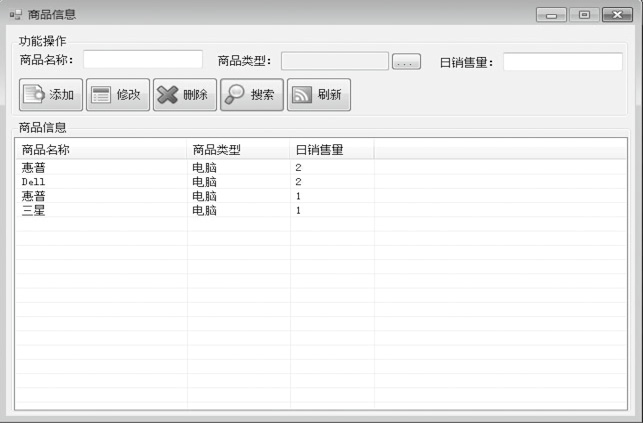 商品信息
功能操作
商品名称： 商品类型： ... 日销售量：
添加 修改 删除 搜索 刷新
商品信息
商品名称 商品类型 日销售量
惠普 电脑 2
Dell 电脑 2
惠普 电脑 1
三星 电脑 1